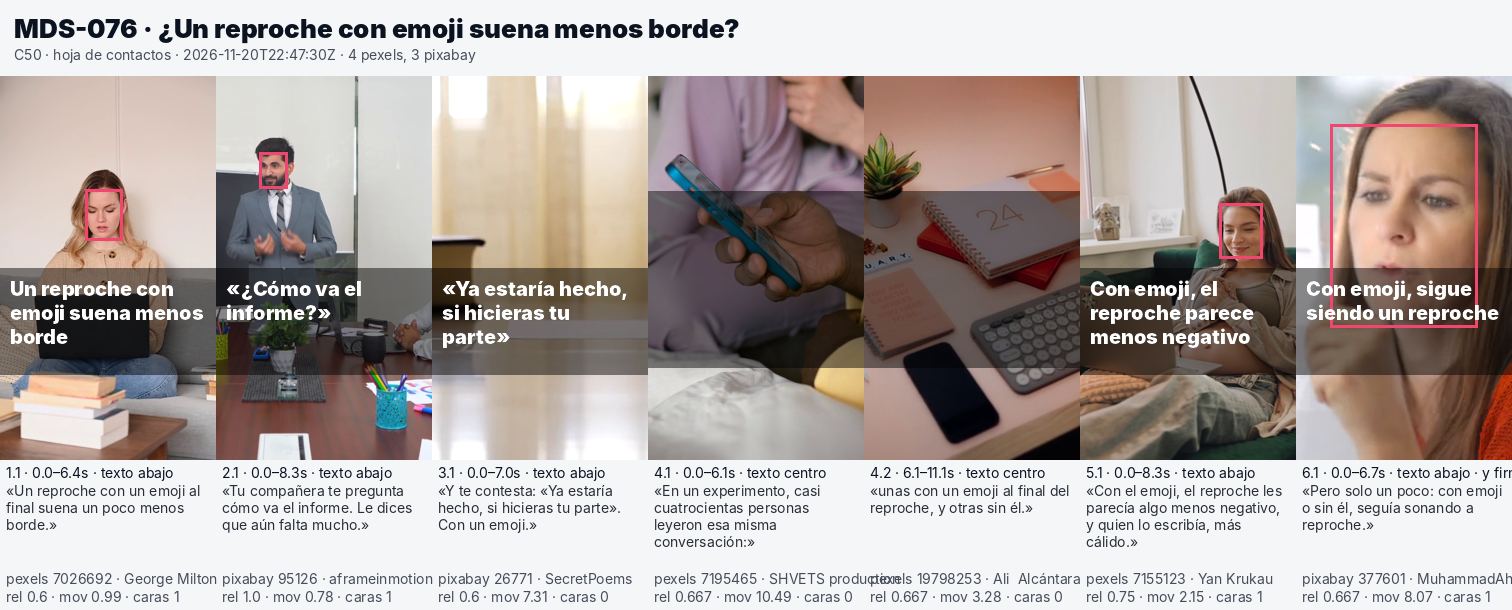 MDS-076 · ¿Un reproche con emoji suena menos borde?
C50 · hoja de contactos · 2026-11-20T22:47:30Z · 4 pexels, 3 pixabay
Un reproche con
emoji suena menos
borde
«¿Cómo va el
informe?»
«Ya estaría hecho,
si hicieras tu
parte»
24
UARY.
Con emoji, el
reproche parece
menos negativo
Con emoji, sigue
siendo un reproche
1.1 · 0.0–6.4s · texto abajo
«Un reproche con un emoji al
final suena un poco menos
borde.»
pexels 7026692 · George Milton
rel 0.6 · mov 0.99 · caras 1
2.1 · 0.0–8.3s · texto abajo
«Tu compañera te pregunta
cómo va el informe. Le dices
que aún falta mucho.»
pixabay 95126 · aframeinmotion
rel 1.0 · mov 0.78 · caras 1
3.1 · 0.0–7.0s · texto abajo
«Y te contesta: «Ya estaría
hecho, si hicieras tu parte».
Con un emoji.»
pixabay 26771 · SecretPoems
rel 0.6 · mov 7.31 · caras 0
4.1 · 0.0–6.1s · texto centro
«En un experimento, casi
cuatrocientas personas
leyeron esa misma
conversación:»
pexels 7195465 · SHVETS production
rel 0.667 · mov 10.49 · caras 0
4.2 · 6.1–11.1s · texto centro
«unas con un emoji al final del
reproche, y otras sin él.»
pexels 19798253 · Ali Alcántara
rel 0.667 · mov 3.28 · caras 0
5.1 · 0.0–8.3s · texto abajo
«Con el emoji, el reproche les
parecía algo menos negativo,
y quien lo escribía, más
cálido.»
pexels 7155123 · Yan Krukau
rel 0.75 · mov 2.15 · caras 1
6.1 · 0.0–6.7s · texto abajo · y firr
«Pero solo un poco: con emoji
o sin él, seguía sonando a
reproche.»
pixabay 377601 · MuhammadAh
rel 0.667 · mov 8.07 · caras 1